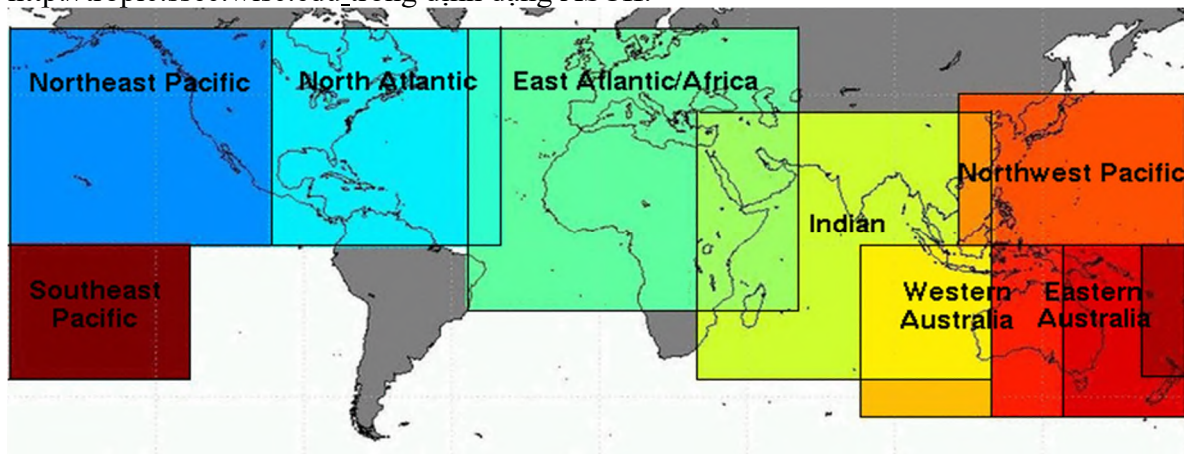 Northeast Pacific
North Atlantic
East Atlantic/Africa
Northwest Pacific
Indian
Southeast
Pacific
Western
Australia
Eastern
Australia